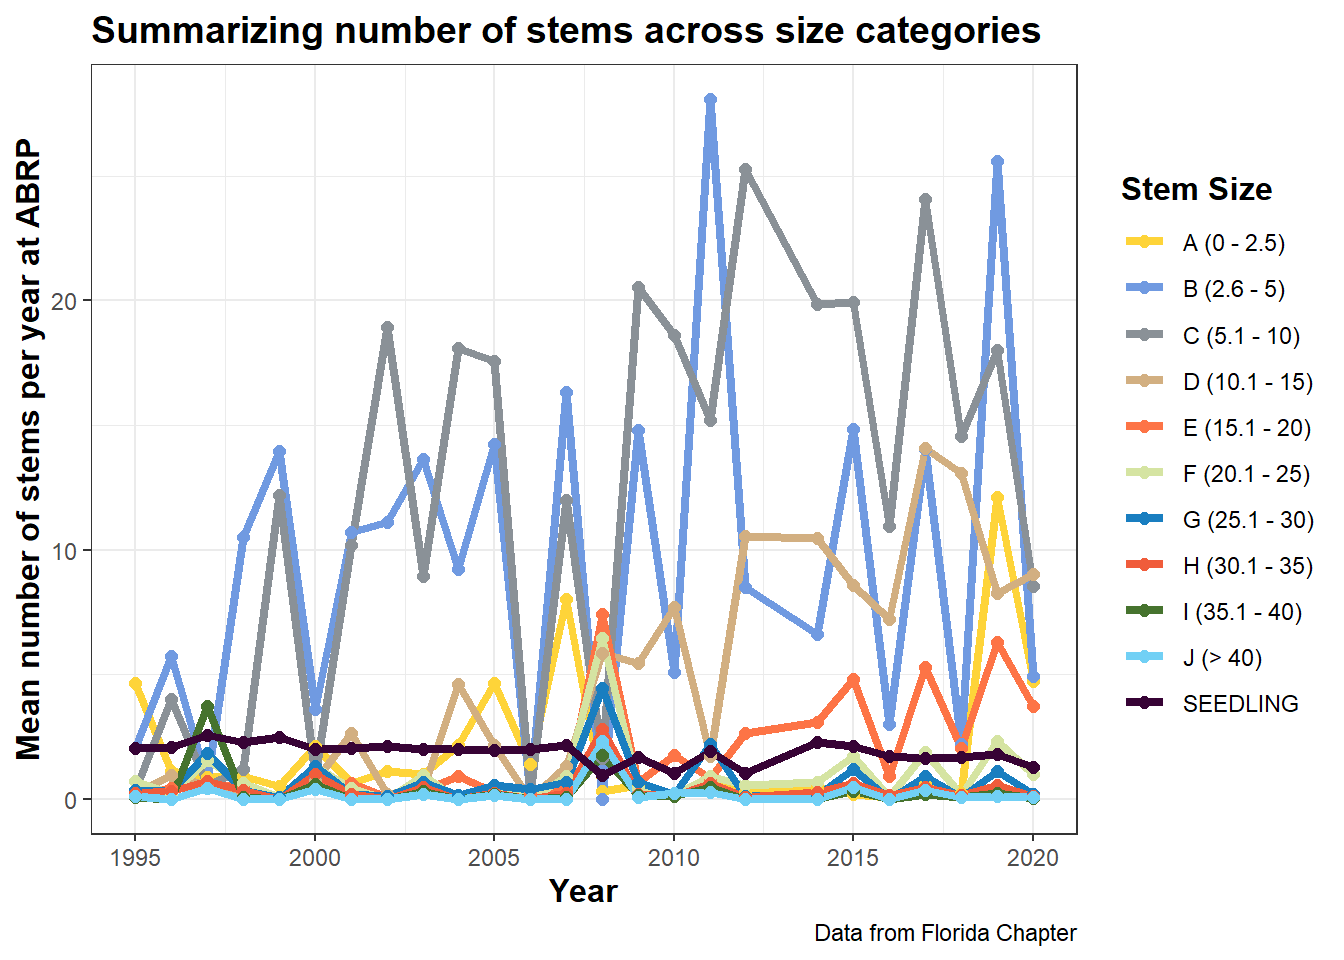 Summarizing number of stems across size categories
Mean number of stems per year at ABRP
20
10
0
1995
2000
2005
2010
2015
2020
Year
Stem Size
A (0 - 2.5)
B (2.6 - 5)
C (5.1 - 10)
D (10.1 - 15)
E (15.1 - 20)
F (20.1 - 25)
G (25.1 - 30)
H (30.1 - 35)
I (35.1 - 40)
J (> 40)
SEEDLING
Data from Florida Chapter